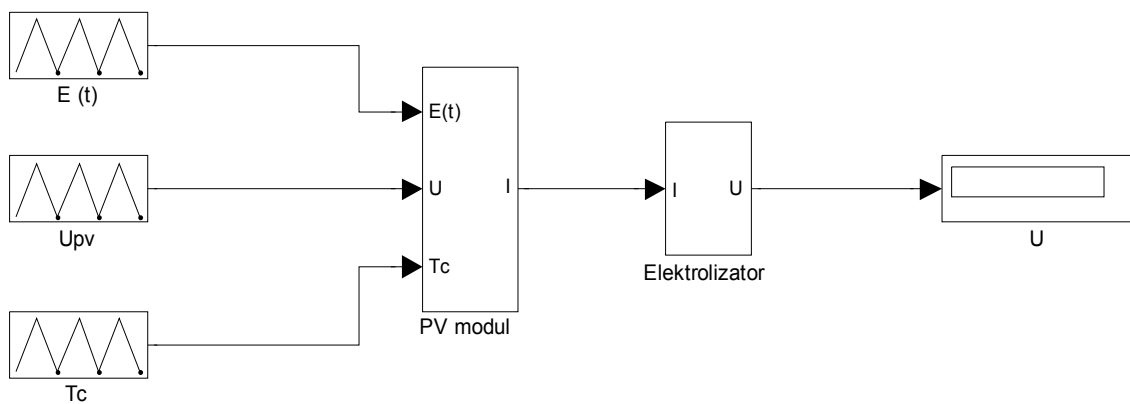 E (t)
Upv
Tc
E(t)
U
Tc
I
PV modul
I
U
Elektrolizator
U